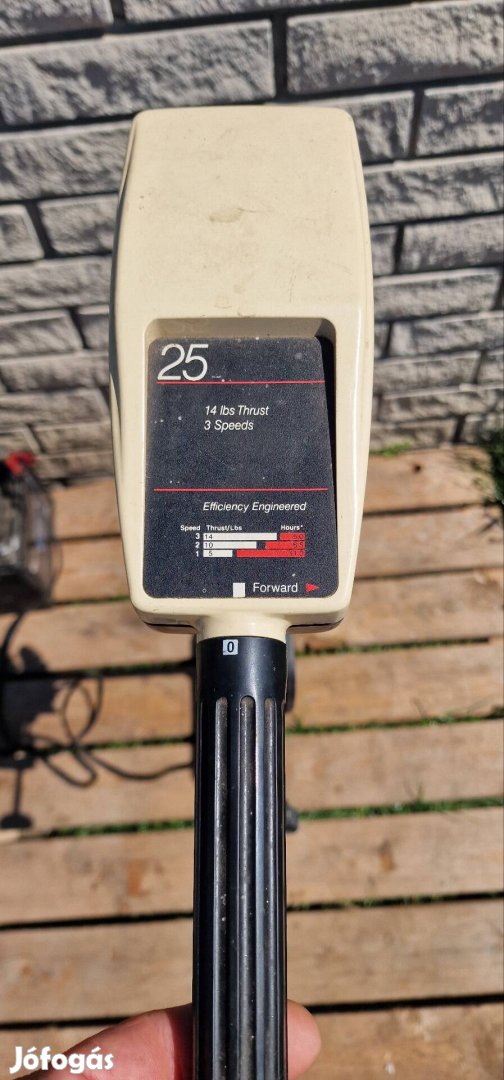 25
14 lbs Thrust
3 Speeds
Efficiency Engineered
Speed Thrust/Lbs Hours*
3 14
2 10
1 5
Forward
0
Jófogás